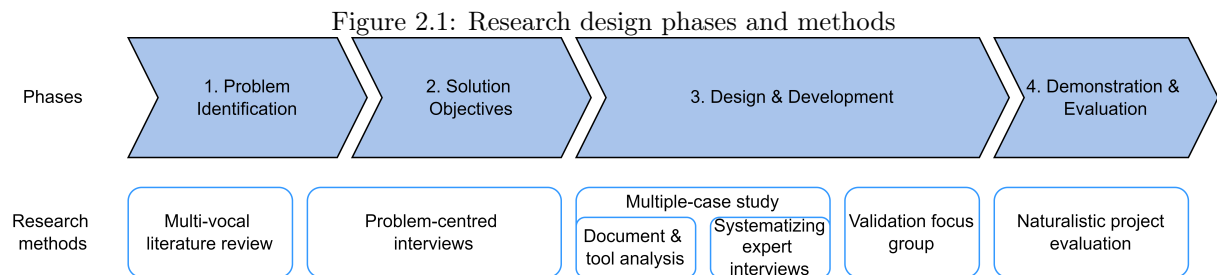 Figure 2.1: Research design phases and methods
Phases
1. Problem
Identification
2. Solution
Objectives
3. Design & Development
4. Demonstration &
Evaluation
Research
methods
Multi-vocal
literature review
Problem-centred
interviews
Multiple-case study
Document &
tool analysis
Systematizing
expert
interviews
Validation focus
group
Naturalistic project
evaluation